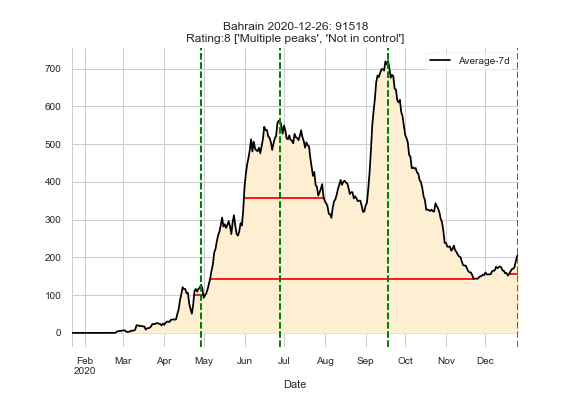 Bahrain 2020-12-26: 91518
Rating:8 ['Multiple peaks', 'Not in control']
Average-7d
700
600
500
400
300
200
100
0
Feb Mar Apr May Jun Jul Aug Sep Oct Nov Dec
2020
Date